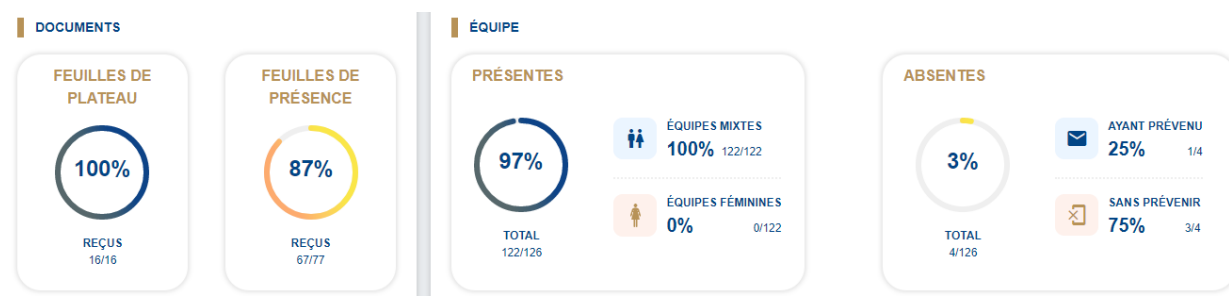 DOCUMENTS
FEUILLES DE
PLATEAU
100%
REÇUS
16/16
FEUILLES DE
PRÉSENCE
87%
REÇUS
67/77
ÉQUIPE
PRÉSENTES
97%
TOTAL
122/126
ÉQUIPES MIXTES
100% 122/122
ÉQUIPES FÉMININES
0% 0/122
ABSENTES
3%
TOTAL
4/126
AYANT PRÉVENU
25% 1/4
SANS PRÉVENIR
75% 3/4